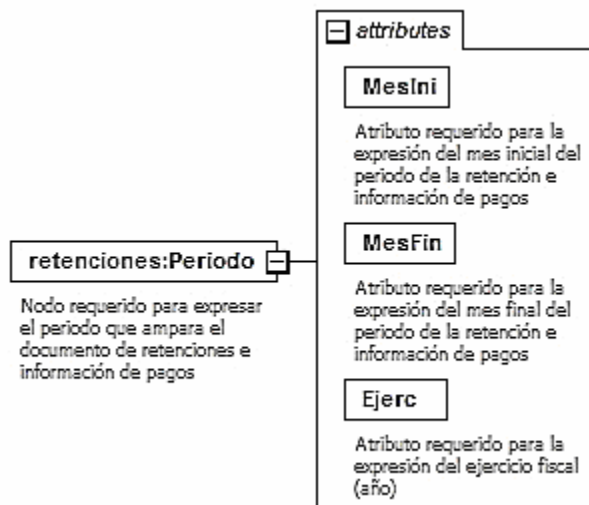 attributes
MesIni
Atributo requerido para la
expresión del mes inicial del
periodo de la retención e
información de pagos
MesFin
Atributo requerido para la
expresión del mes final del
periodo de la retención e
información de pagos
retenciones:Periodo
Nodo requerido para expresar
el periodo que ampara el
documento de retenciones e
información de pagos
Ejerc
Atributo requerido para la
expresión del ejercicio fiscal
(año)